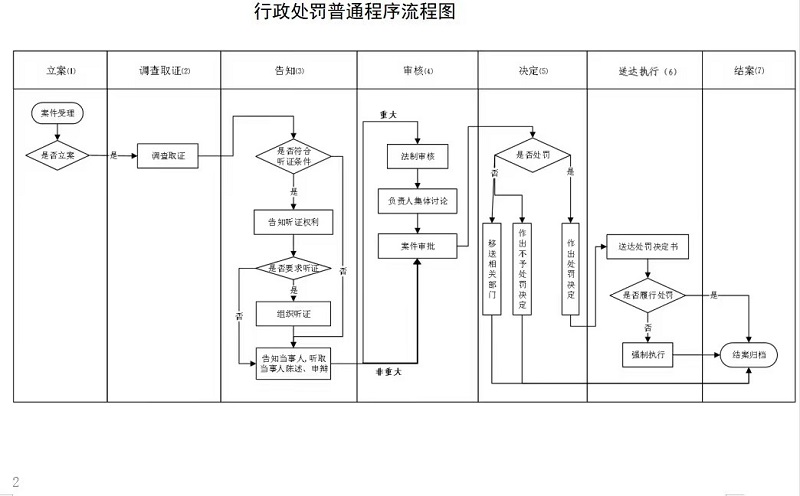 行政处罚普通程序流程图
立案(1)
调查取证(2)
告知(3)
审核(4)
决定(5)
送达执行（6）
结案(7)
案件受理
是否立案
是
调查取证
是否符合
听证条件
是
否
告知听证权利
是否要求听证
是
否
组织听证
告知当事人,听取
当事人陈述、申辩
重大
非重大
法制审核
负责人集体讨论
案件审批
是否处罚
否
是
移送相关部门
作出不予处罚决定
作出处罚决定
送达处罚决定书
是否履行处罚
是
否
强制执行
结案归档
2